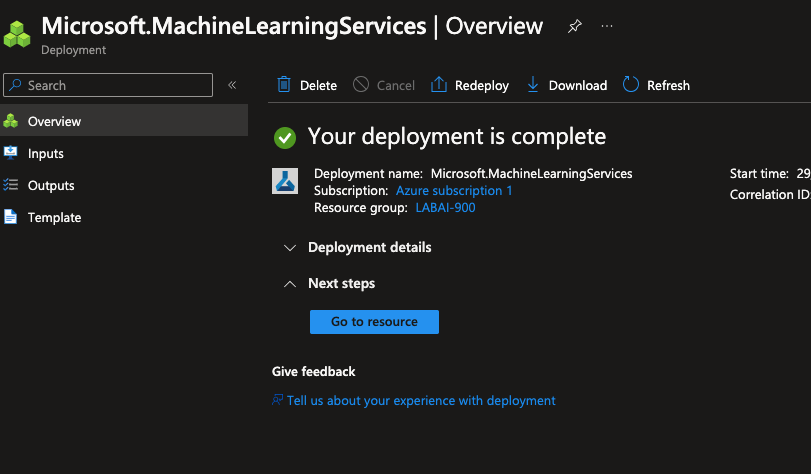 Microsoft.MachineLearningServices | Overview
Deployment
Search
Overview
Inputs
Outputs
Template
Delete
Cancel
Redeploy
Download
Refresh
Your deployment is complete
Deployment name: Microsoft.MachineLearningServices
Subscription: Azure subscription 1
Resource group: LABAI-900
Start time: 29
Correlation ID
Deployment details
Next steps
Go to resource
Give feedback
Tell us about your experience with deployment